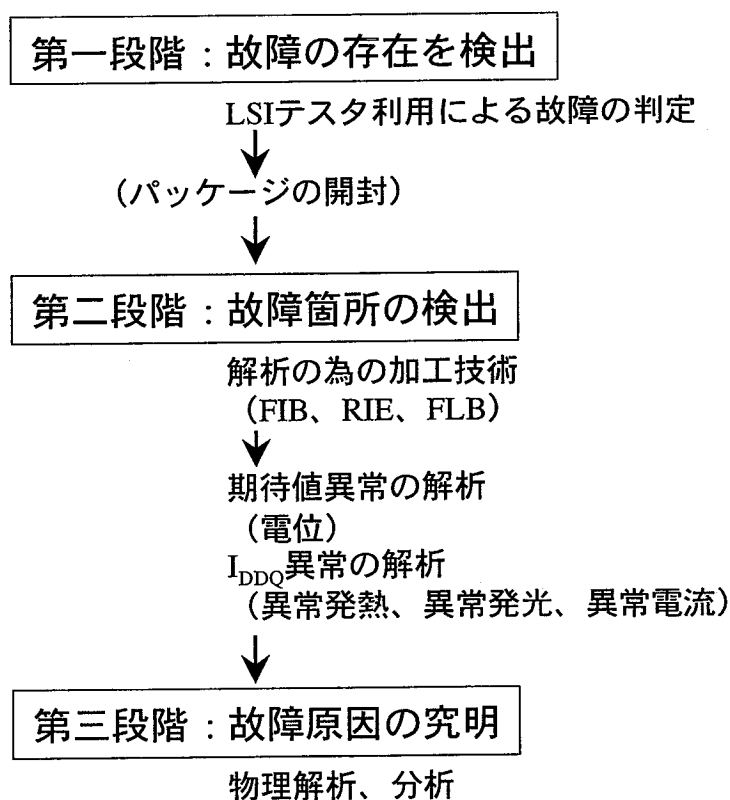 第一段階：故障の存在を検出
LSIテスタ利用による故障の判定
（パッケージの開封）
第二段階：故障箇所の検出
解析の為の加工技術
（FIB、RIE、FLB）
期待値異常の解析
（電位）
IDDQ異常の解析
（異常発熱、異常発光、異常電流）
第三段階：故障原因の究明
物理解析、分析